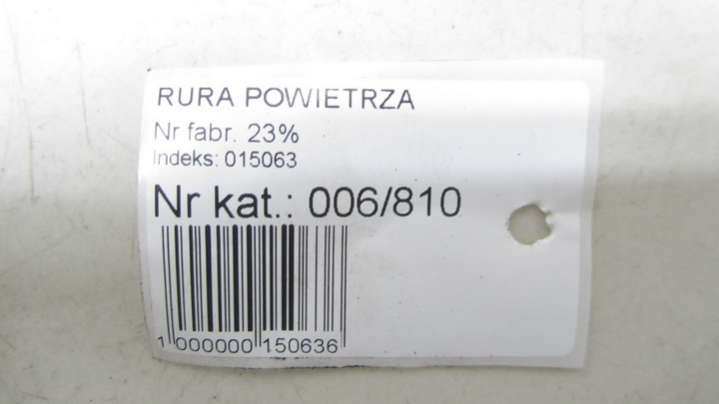 RURA POWIETRZA
Nr fabr. 23%
Indeks: 015063
Nr kat.: 006/810
1 000000 150636